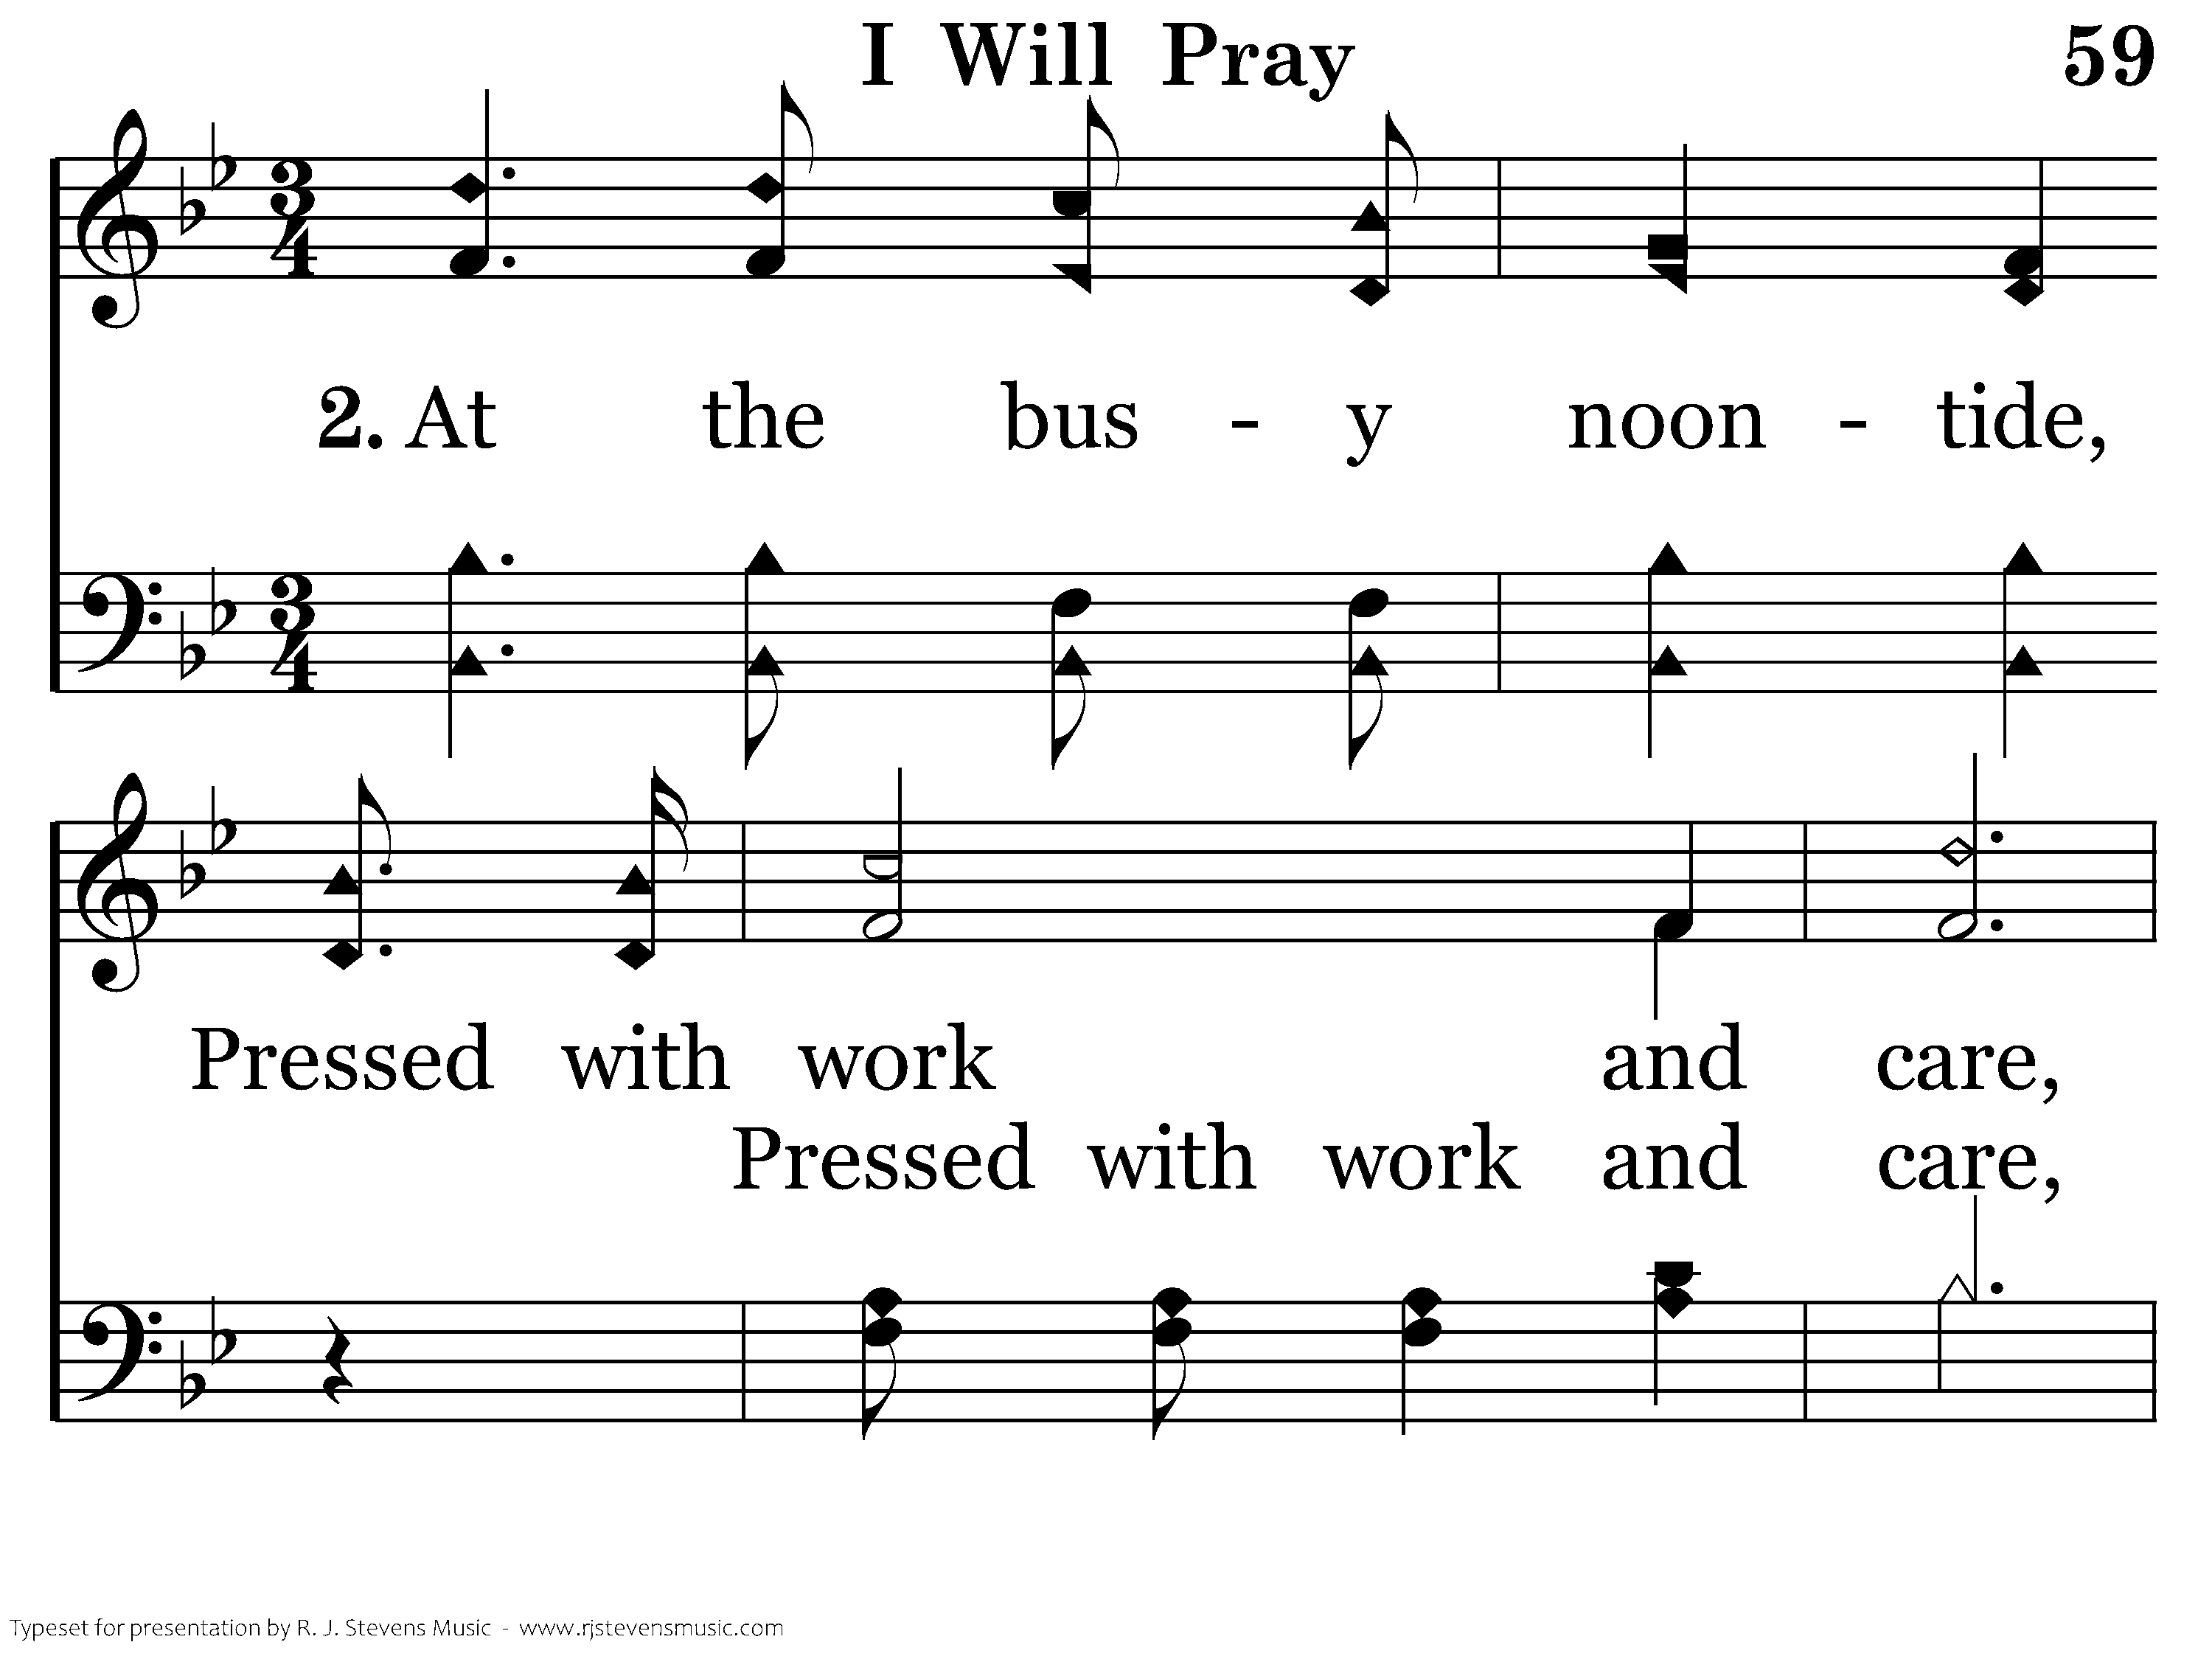 I Will Pray 59
2. At the bus - y noon - tide,
Pressed with work and care,
Pressed with work and care,
Typeset for presentation by R. J. Stevens Music - www.rjstevensmusic.com